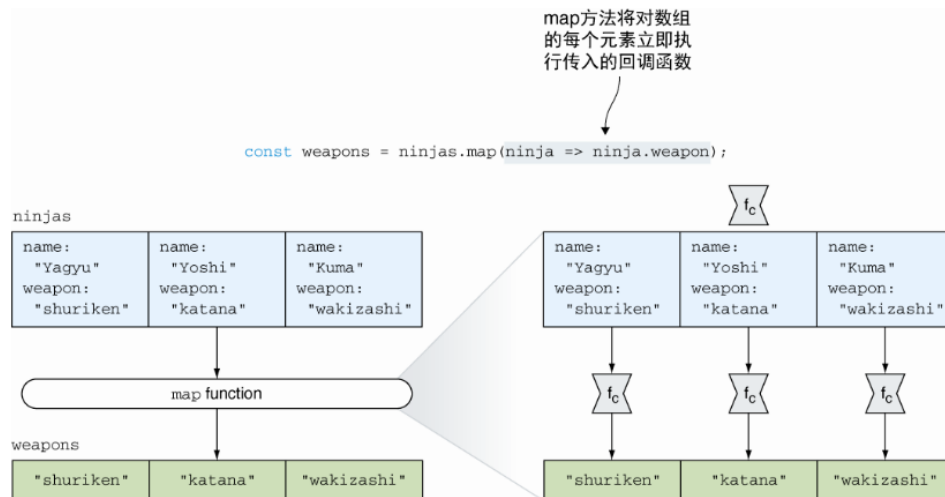 map方法将对数组
的每个元素立即执
行传入的回调函数
const weapons = ninjas.map(ninja => ninja.weapon);
ninjas
name:
"Yagyu"
weapon:
"shuriken"
name:
"Yoshi"
weapon:
"katana"
name:
"Kuma"
weapon:
"wakizashi"
map function
weapons
"shuriken"
"katana"
"wakizashi"
fc
name:
"Yagyu"
weapon:
"shuriken"
name:
"Yoshi"
weapon:
"katana"
name:
"Kuma"
weapon:
"wakizashi"
fc
fc
fc
"shuriken"
"katana"
"wakizashi"